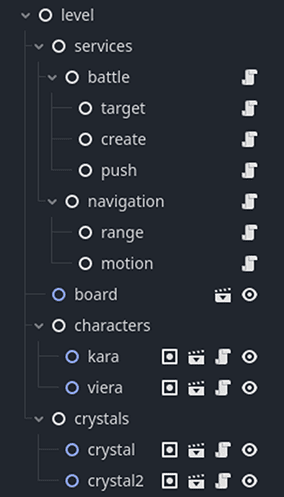 level
services
battle
target
create
push
navigation
range
motion
board
characters
kara
viera
crystals
crystal
crystal2